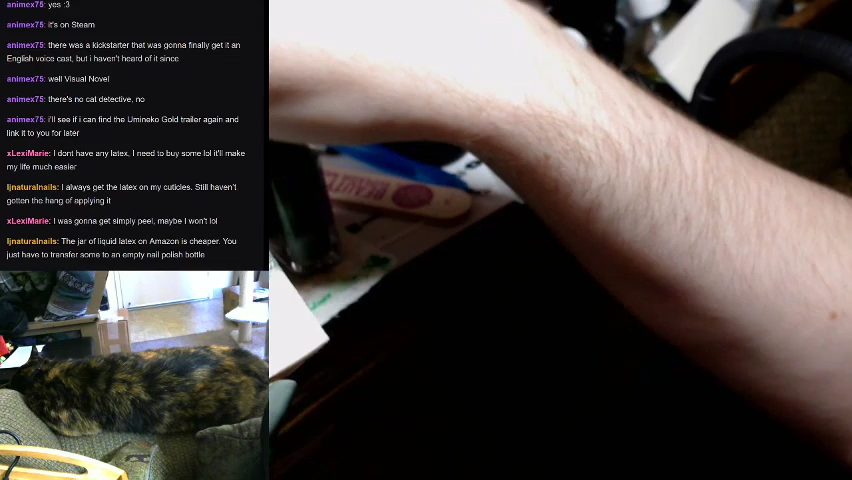 animex75: yes :3
animex75: it's on Steam
animex75: there was a kickstarter that was gonna finally get it an
English voice cast, but i haven't heard of it since
animex75: well Visual Novel
animex75: there's no cat detective, no
animex75: i'll see if i can find the Umineko Gold trailer again and
link it to you for later
xLexiMarie: I dont have any latex, I need to buy some lol it'll make
my life much easier
ljnaturalnails: I always get the latex on my cuticles. Still haven't
gotten the hang of applying it
xLexiMarie: I was gonna get simply peel, maybe I won't lol
ljnaturalnails: The jar of liquid latex on Amazon is cheaper. You
just have to transfer some to an empty nail polish bottle